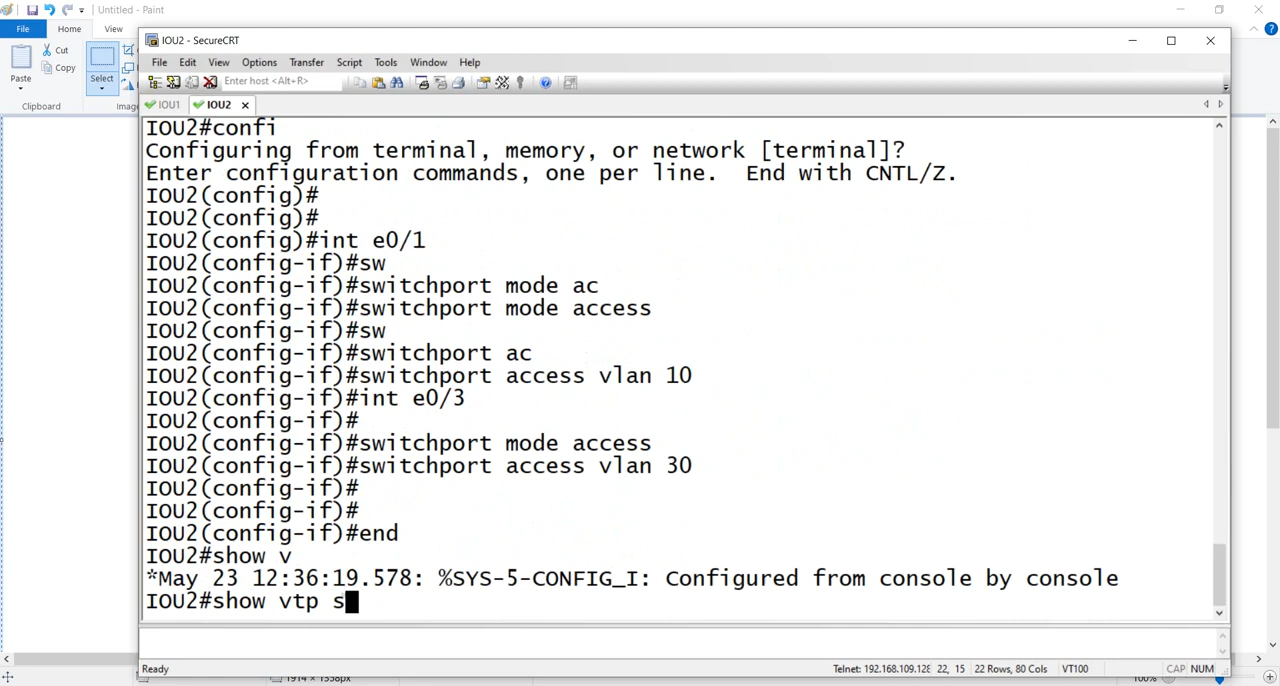 Untitled - Paint
File
Home
View
Paste
Cut
Copy
Select
Clipboard
Imag
IOU2 - SecureCRT
File Edit View Options Transfer Script Tools Window Help
Enter host <Alt+R>
IOU1
IOU2
IOU2#confi
Configuring from terminal, memory, or network [terminal]?
Enter configuration commands, one per line.  End with CNTL/Z.
IOU2(config)#
IOU2(config)#
IOU2(config)#int e0/1
IOU2(config-if)#sw
IOU2(config-if)#switchport mode ac
IOU2(config-if)#switchport mode access
IOU2(config-if)#sw
IOU2(config-if)#switchport ac
IOU2(config-if)#switchport access vlan 10
IOU2(config-if)#int e0/3
IOU2(config-if)#
IOU2(config-if)#switchport mode access
IOU2(config-if)#switchport access vlan 30
IOU2(config-if)#
IOU2(config-if)#
IOU2(config-if)#end
IOU2#show v
*May 23 12:36:19.578: %SYS-5-CONFIG_I: Configured from console by console
IOU2#show vtp s
Ready
Telnet: 192.168.109.128 22, 15 22 Rows, 80 Cols VT100 CAP NUM
100%